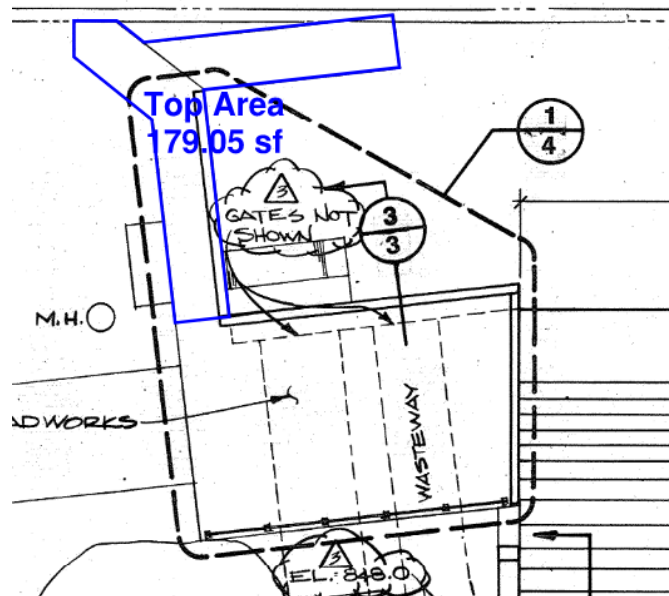 Top Area
179.05 sf
1
4
3
GATES NOT
SHOWN
3
3
M.H.
ADWORKS
WASTEWAY
3
EL. 848.0